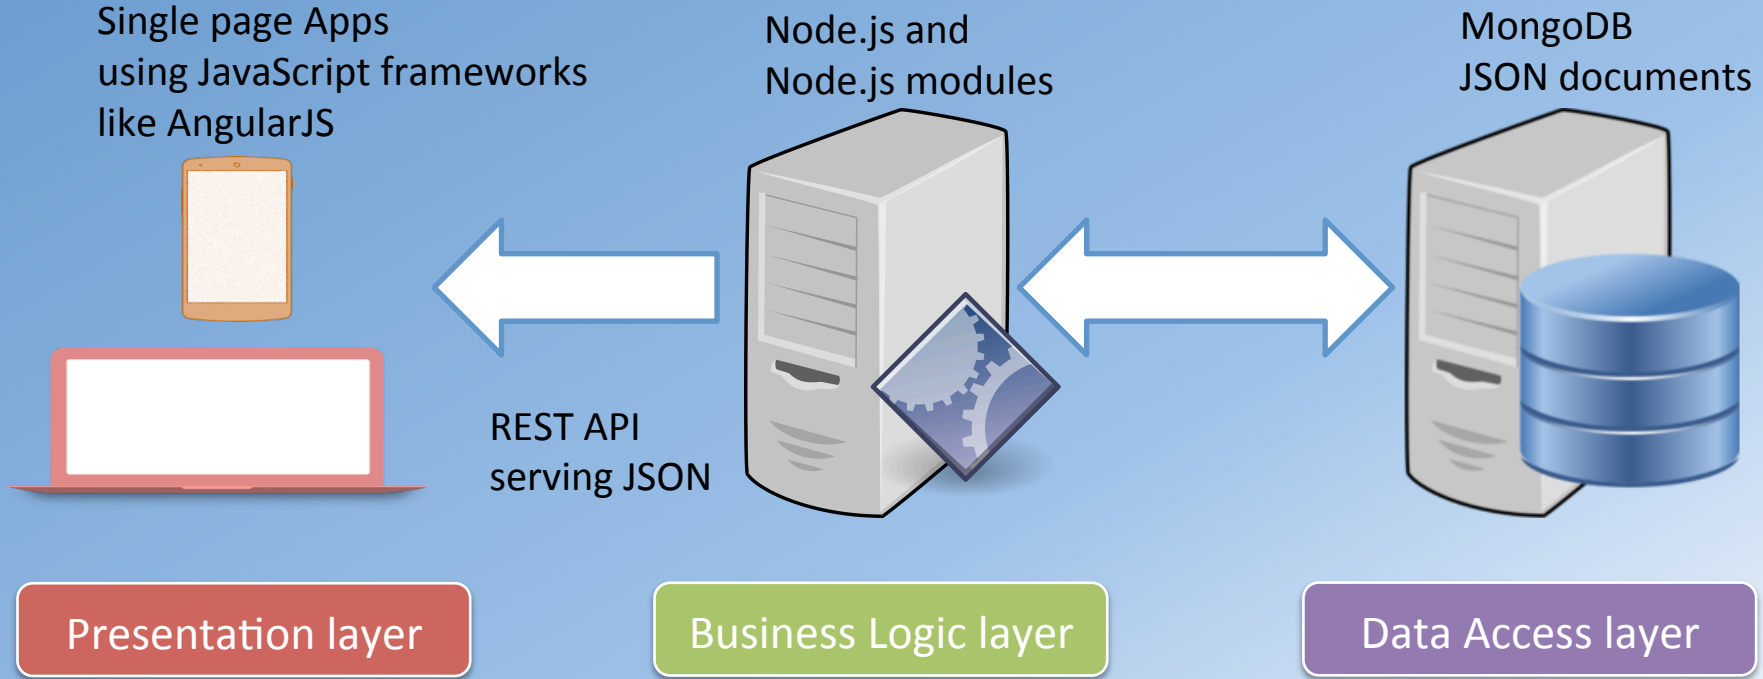 Single page Apps
using JavaScript frameworks
like AngularJS
Node.js and
Node.js modules
MongoDB
JSON documents
REST API
serving JSON
Presentation layer
Business Logic layer
Data Access layer